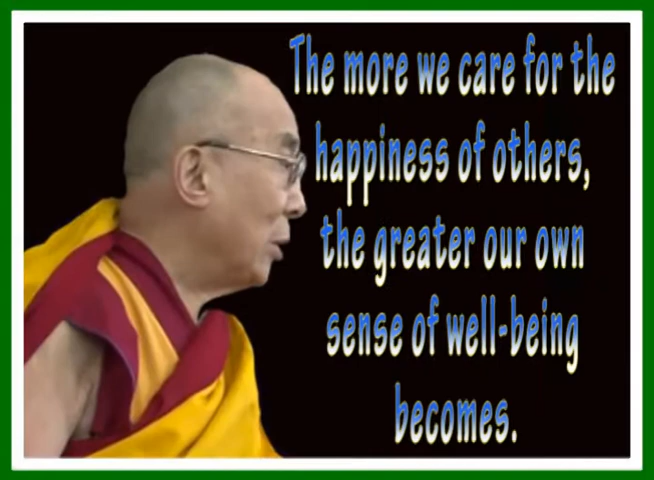 The more we care for the
happiness of others,
the greater our own
sense of well-being
becomes.